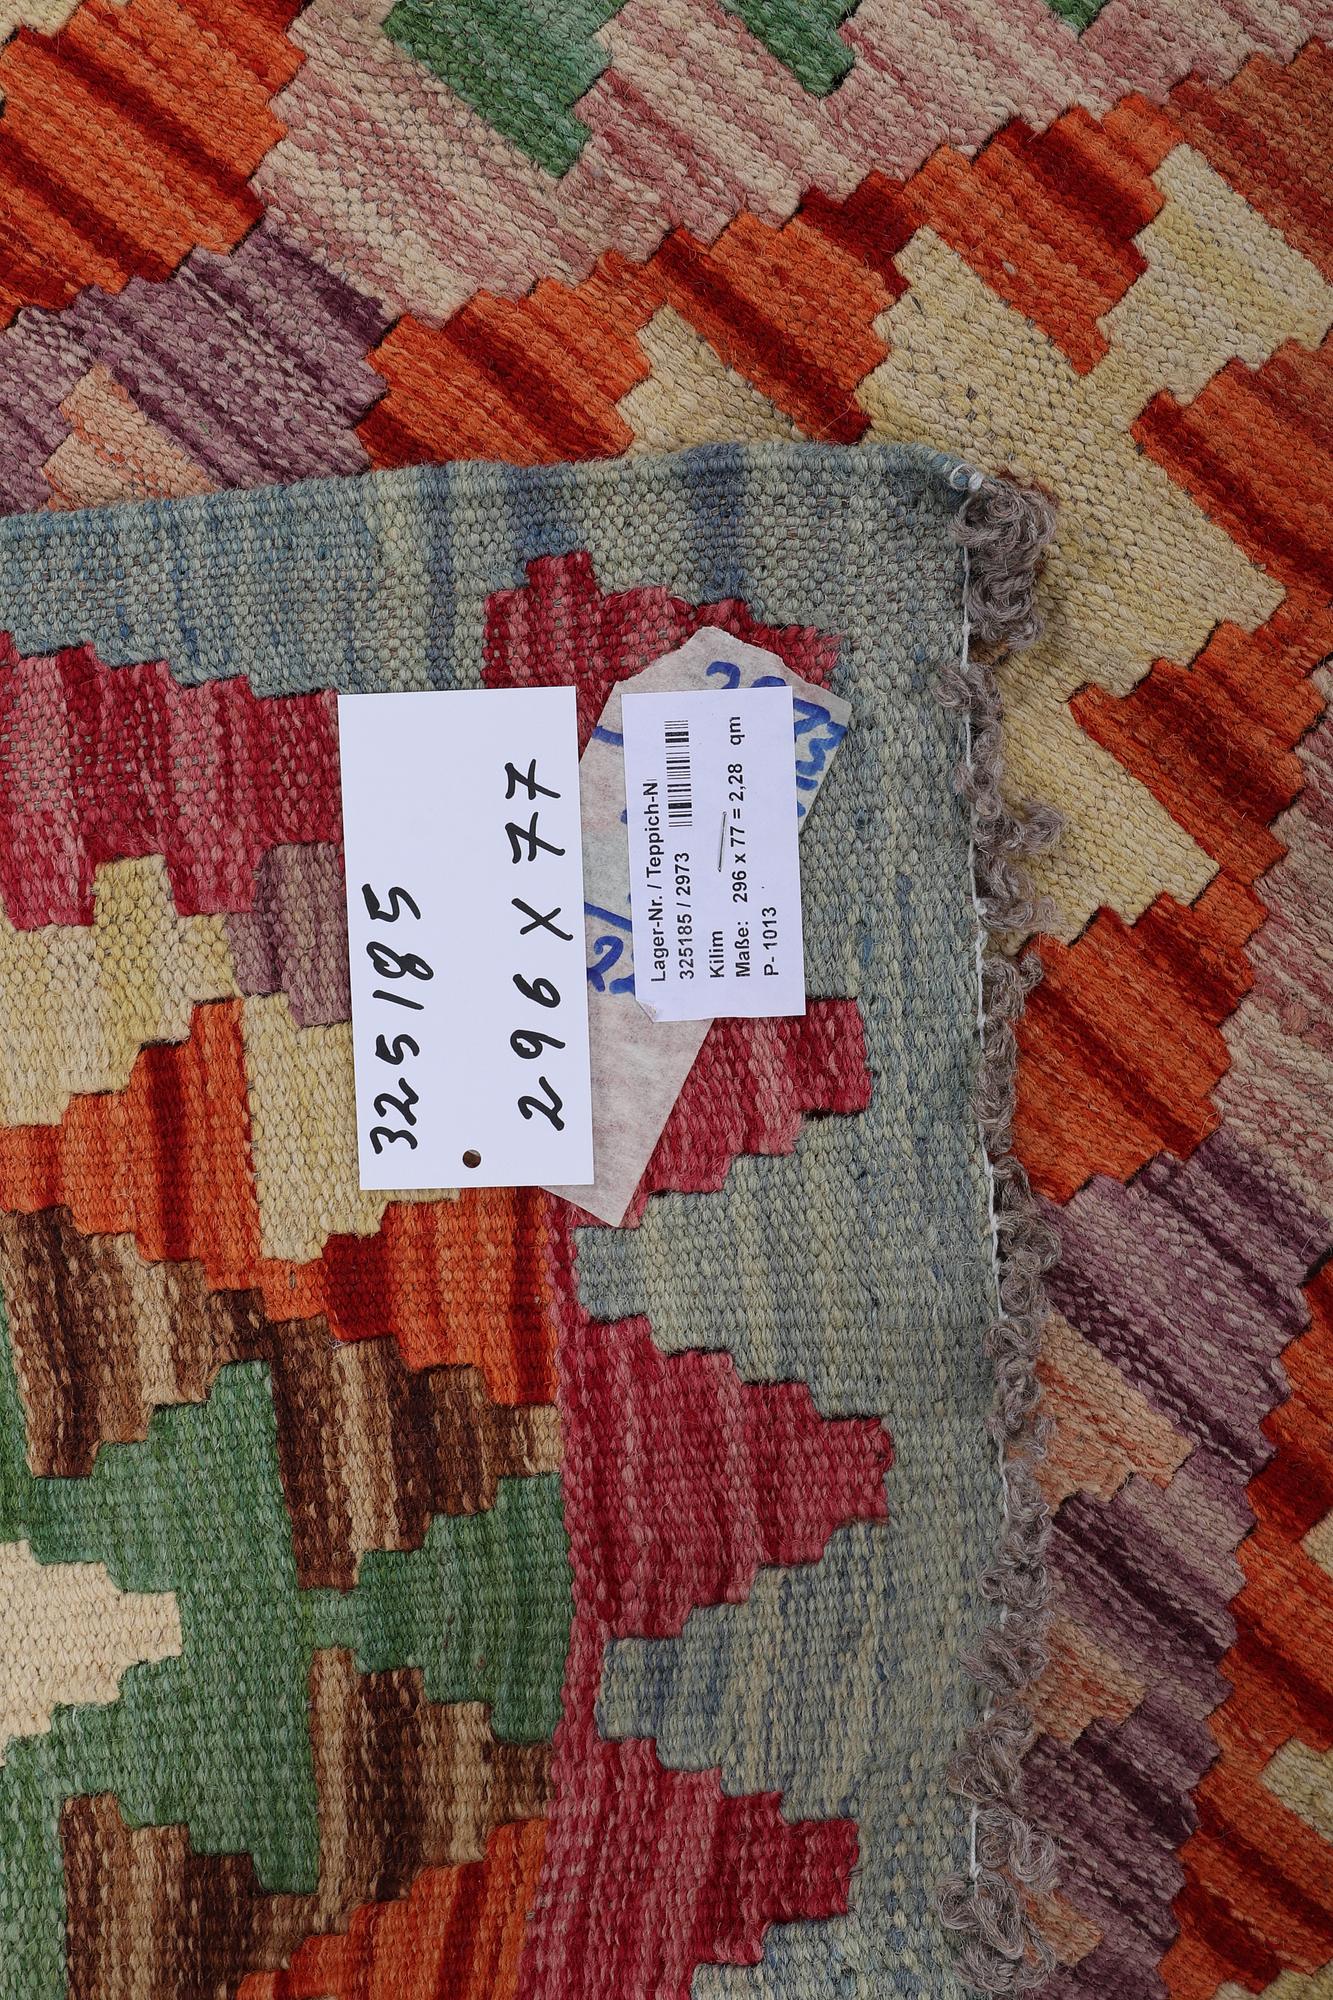 325185
296 x 77
Lager-Nr. / Teppich-N
325185 / 2973
Kilim
Maße: 296 x 77 = 2,28 qm
P- 1013